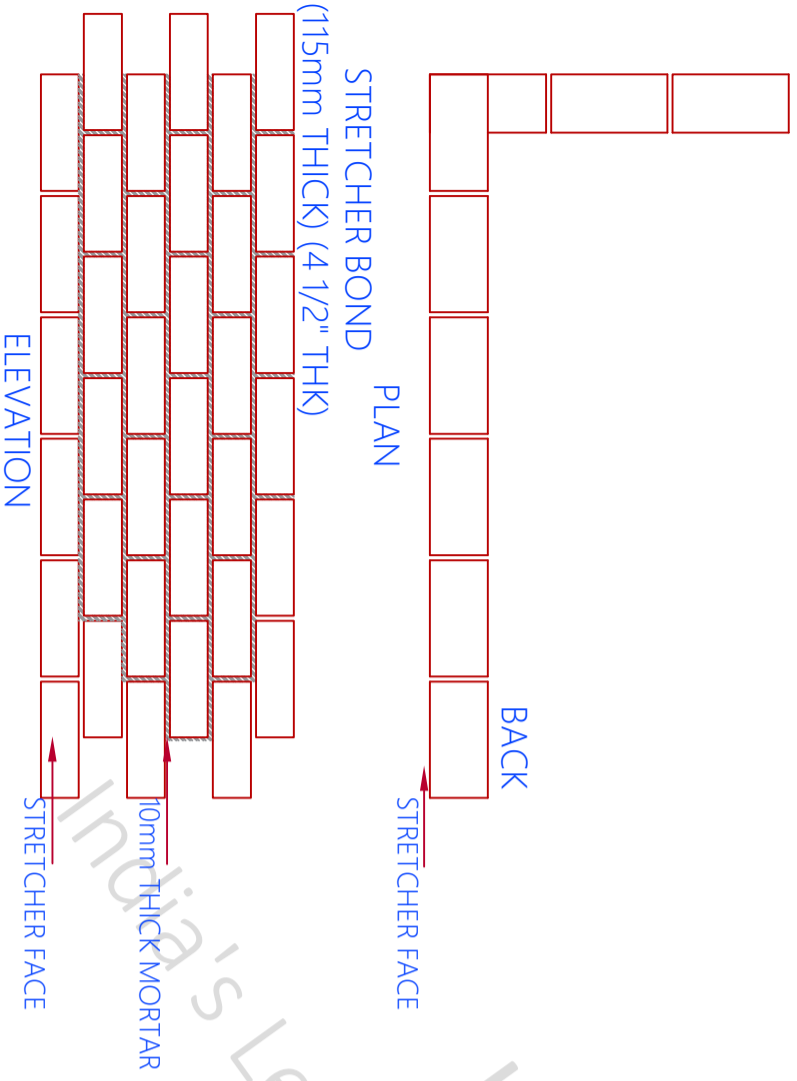 BACK
STRETCHER FACE
PLAN
STRETCHER BOND
(115mm THICK) (4 1/2" THK)
10mm THICK MORTAR
STRETCHER FACE
ELEVATION
India's